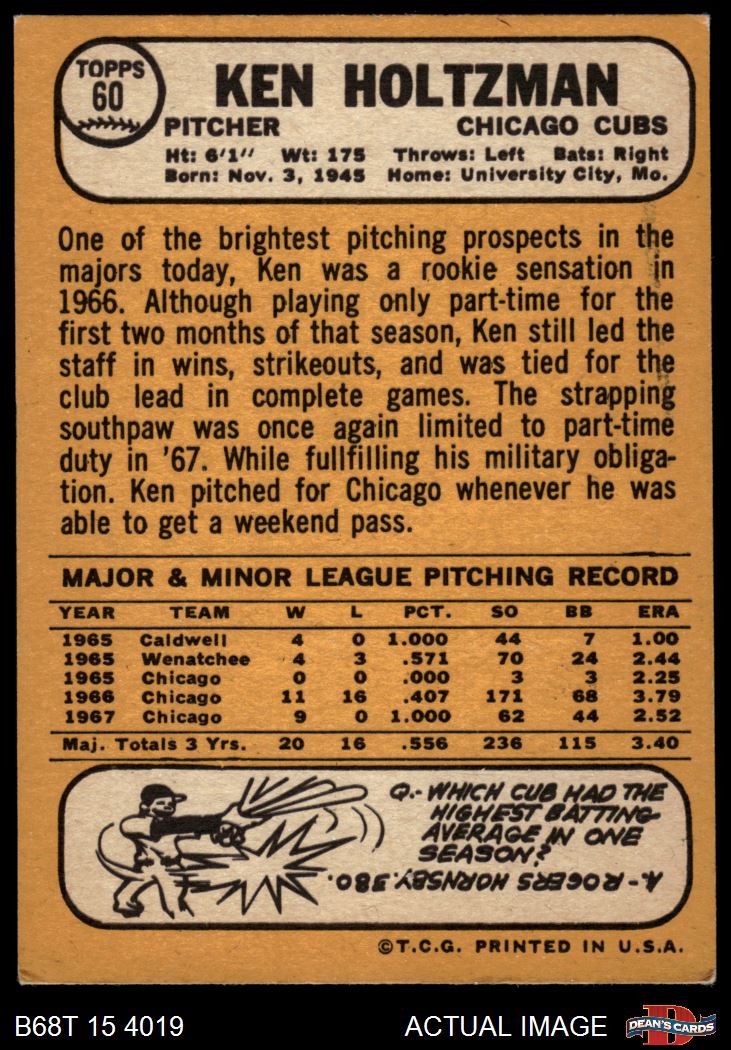 TOPPS
60
KEN HOLTZMAN
PITCHER CHICAGO CUBS
Ht: 6'1" Wt: 175 Throws: Left Bats: Right
Born: Nov. 3, 1945 Home: University City, Mo.
One of the brightest pitching prospects in the
majors today, Ken was a rookie sensation in
1966. Although playing only part-time for the
first two months of that season, Ken still led the
staff in wins, strikeouts, and was tied for the
club lead in complete games. The strapping
southpaw was once again limited to part-time
duty in '67. While fullfilling his military obliga-
tion. Ken pitched for Chicago whenever he was
able to get a weekend pass.
MAJOR & MINOR LEAGUE PITCHING RECORD
YEAR TEAM W L PCT. SO BB ERA
1965 Caldwell 4 0 1.000 44 7 1.00
1965 Wenatchee 4 3 .571 70 24 2.44
1965 Chicago 0 0 .000 3 3 2.25
1966 Chicago 11 16 .407 171 68 3.79
1967 Chicago 9 0 1.000 62 44 2.52
Maj. Totals 3 Yrs. 20 16 .556 236 115 3.40
Q.- WHICH CUB HAD THE
HIGHEST BATTING
AVERAGE IN ONE
SEASON?
A.- ROGERS HORNSBY .380.
©T.C.G. PRINTED IN U.S.A.
B68T 15 4019 ACTUAL IMAGE DEAN'S CARDS